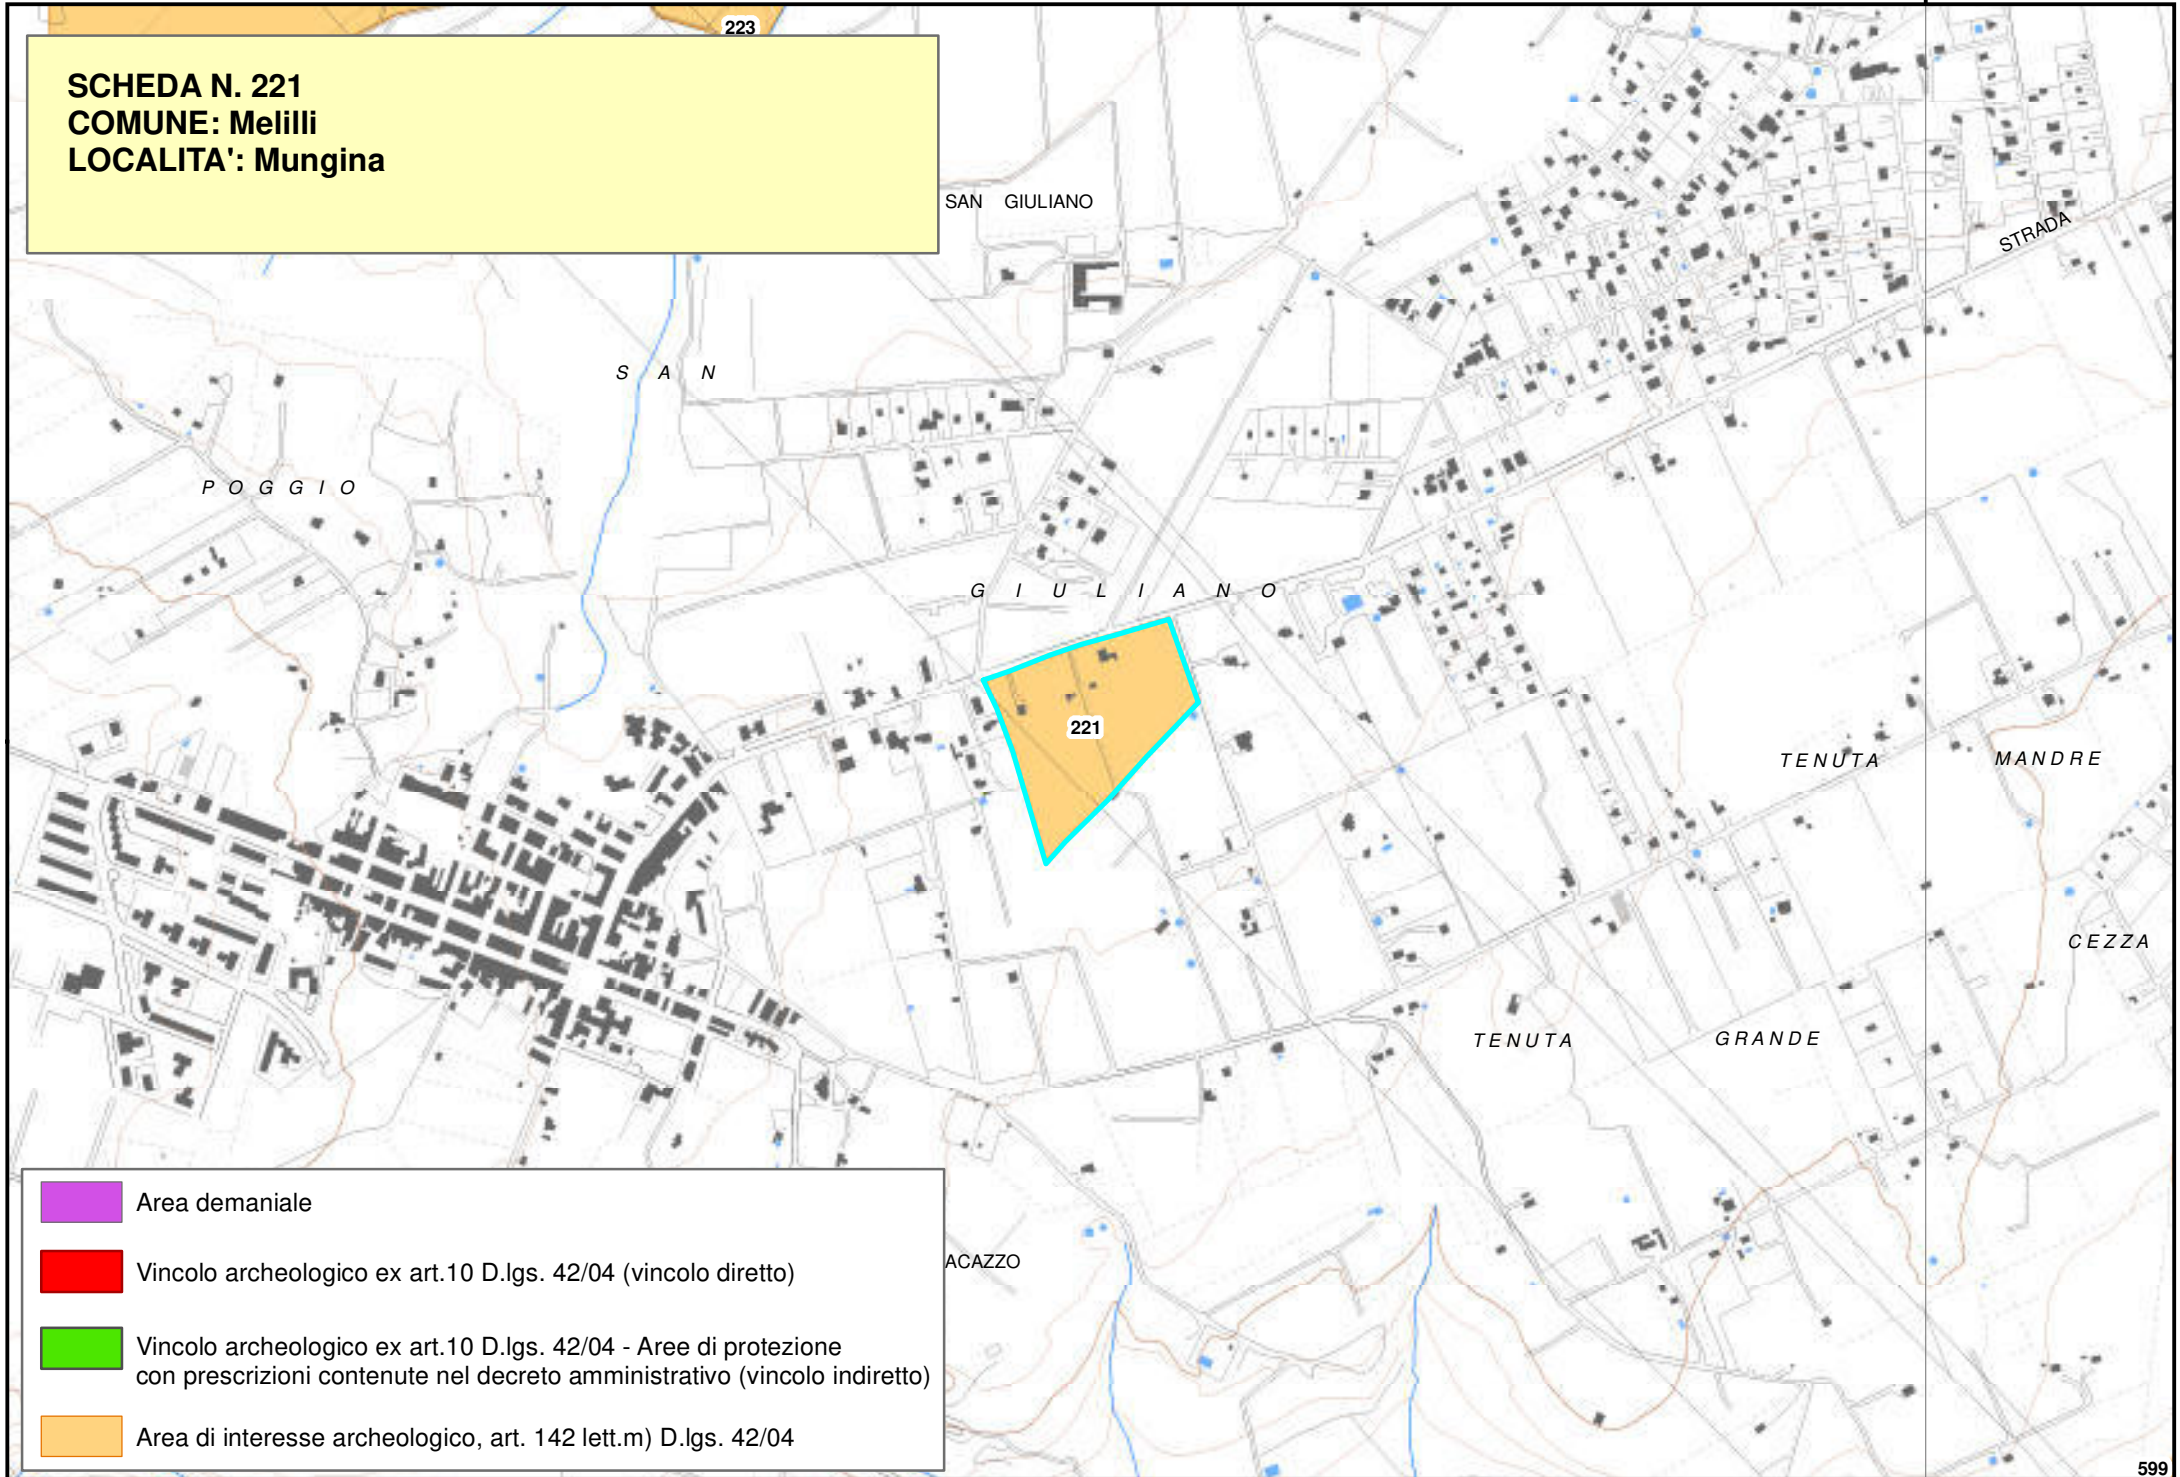 223
SCHEDA N. 221
COMUNE: Melilli
LOCALITA': Mungina
SAN GIULIANO
STRADA
SAN
POGGIO
GIULIANO
221
TENUTA MANDRE
CEZZA
TENUTA GRANDE
ACAZZO
Area demaniale
Vincolo archeologico ex art.10 D.lgs. 42/04 (vincolo diretto)
Vincolo archeologico ex art.10 D.lgs. 42/04 - Aree di protezione
con prescrizioni contenute nel decreto amministrativo (vincolo indiretto)
Area di interesse archeologico, art. 142 lett.m) D.lgs. 42/04
599